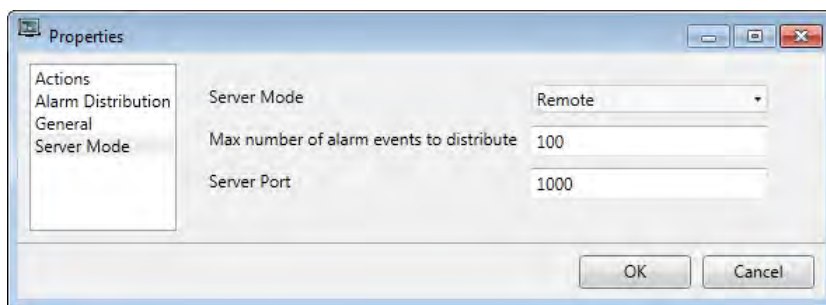 Properties
Actions
Alarm Distribution
General
Server Mode
Server Mode
Remote
Max number of alarm events to distribute
100
Server Port
1000
OK
Cancel